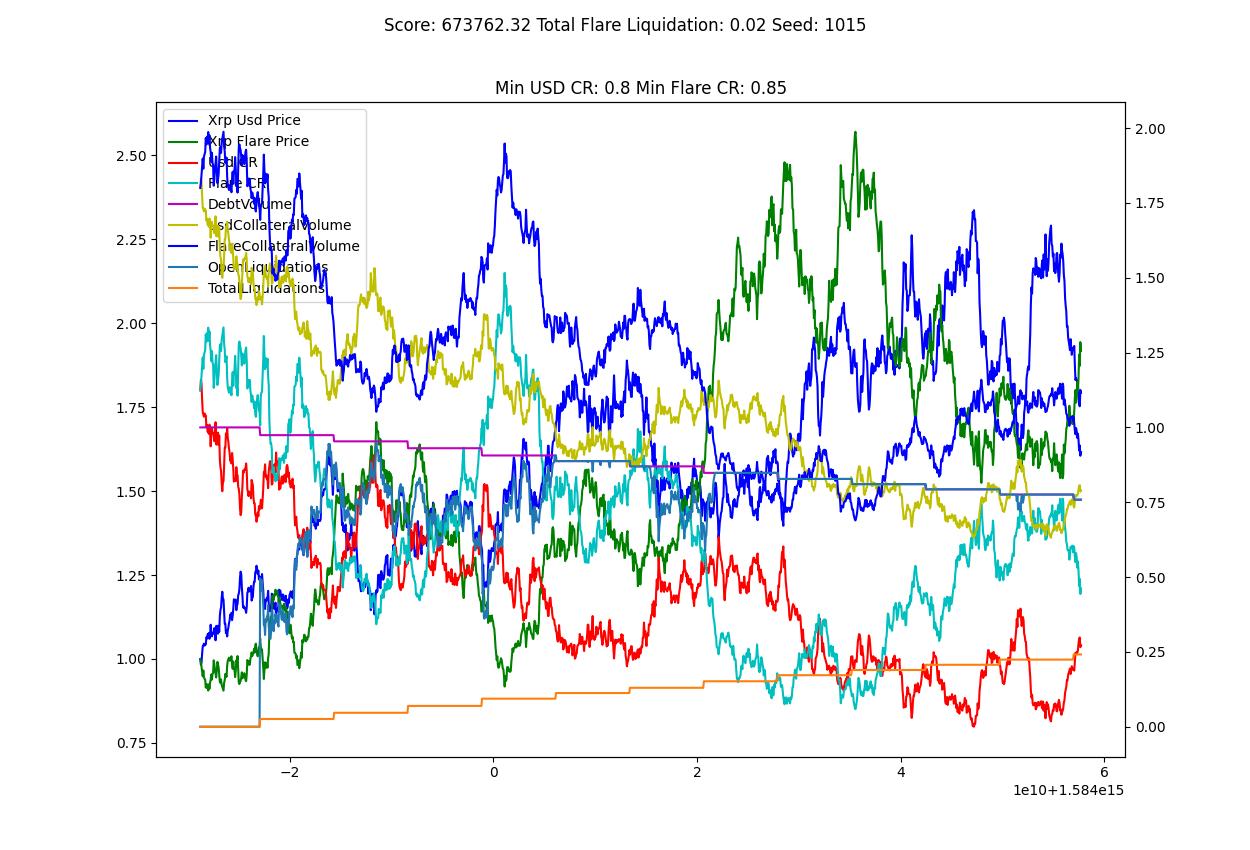 Score: 673762.32 Total Flare Liquidation: 0.02 Seed: 1015
Min USD CR: 0.8 Min Flare CR: 0.85
Xrp Usd Price
Xrp Flare Price
Usd CR
Flare CR
DebtVolume
UsdCollateralVolume
FlareCollateralVolume
OpenLiquidations
TotalLiquidations
2.50
2.25
2.00
1.75
1.50
1.25
1.00
0.75
2.00
1.75
1.50
1.25
1.00
0.75
0.50
0.25
0.00
−2 0 2 4 6
1e10+1.584e15